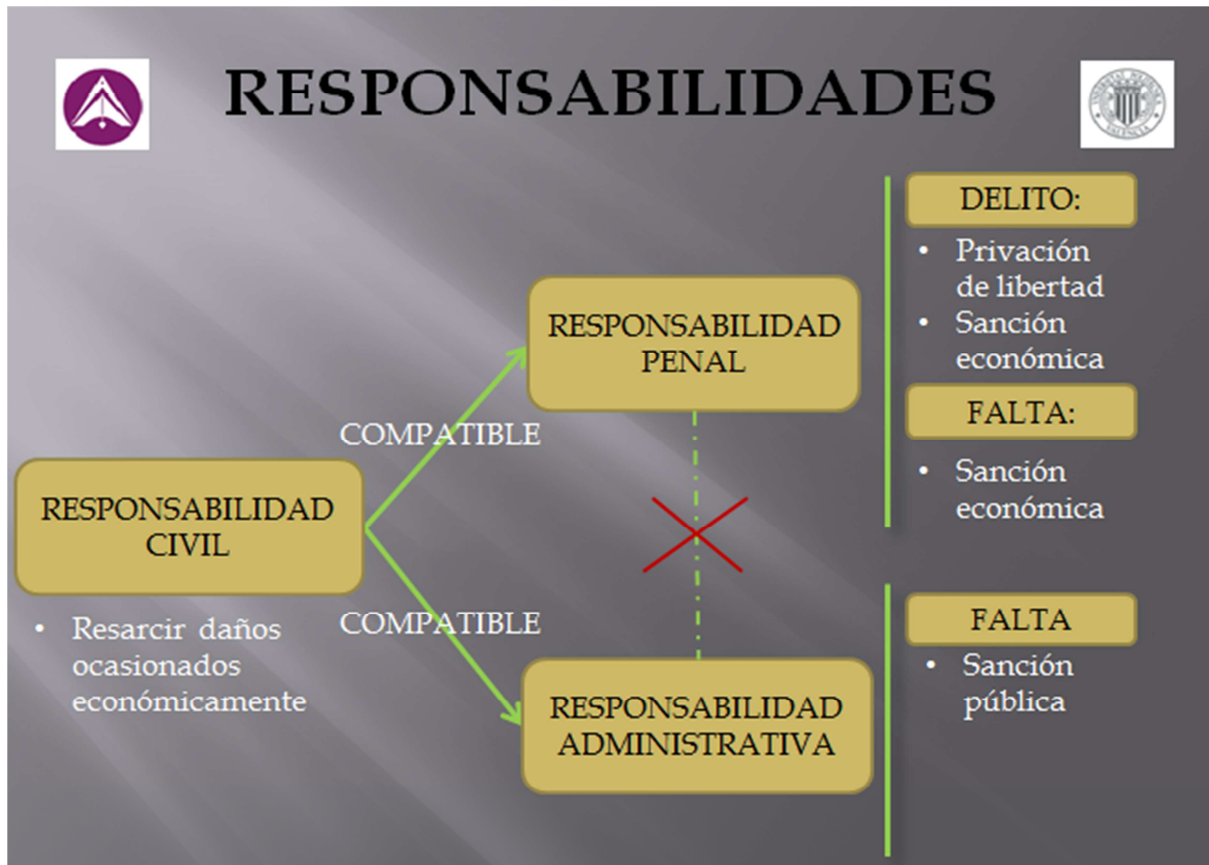 RESPONSABILIDADES
DELITO:
• Privación
de libertad
• Sanción
económica
FALTA:
• Sanción
económica
RESPONSABILIDAD
PENAL
COMPATIBLE
RESPONSABILIDAD
CIVIL
• Resarcir daños
ocasionados
económicamente
COMPATIBLE
RESPONSABILIDAD
ADMINISTRATIVA
FALTA
• Sanción
pública